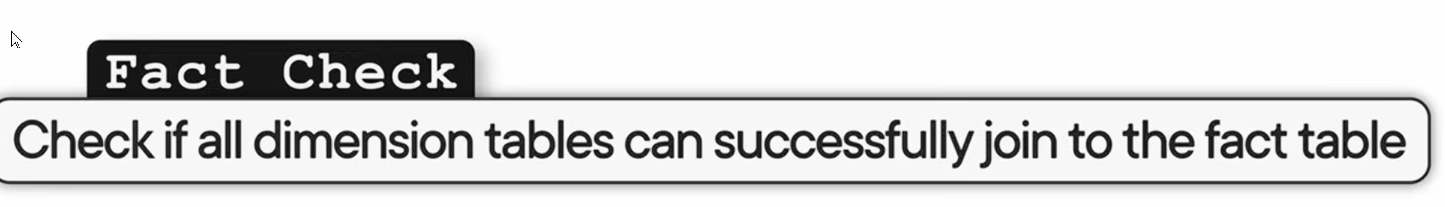 Fact Check
Check if all dimension tables can successfully join to the fact table